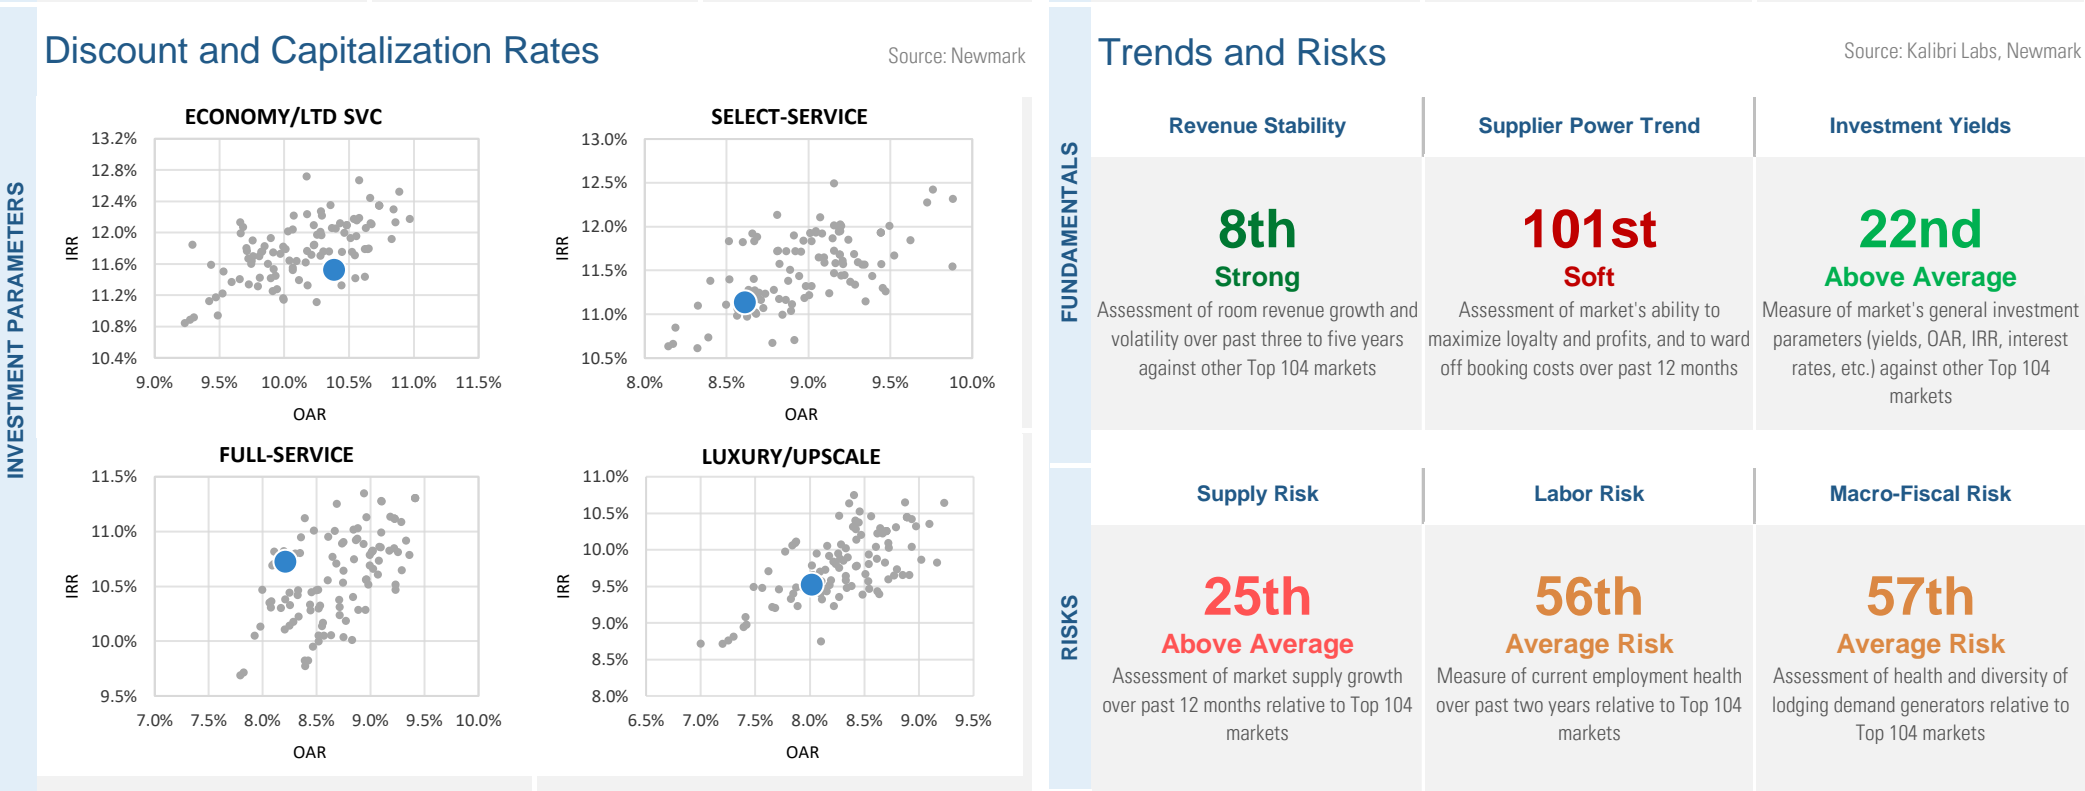 Discount and Capitalization Rates
Source: Newmark
INVESTMENT PARAMETERS
ECONOMY/LTD SVC
13.2%
12.8%
12.4%
12.0%
11.6%
11.2%
10.8%
10.4%
IRR
9.0% 9.5% 10.0% 10.5% 11.0% 11.5%
OAR
SELECT-SERVICE
13.0%
12.5%
12.0%
11.5%
11.0%
10.5%
IRR
8.0% 8.5% 9.0% 9.5% 10.0%
OAR
FULL-SERVICE
11.5%
11.0%
10.5%
10.0%
9.5%
IRR
7.0% 7.5% 8.0% 8.5% 9.0% 9.5% 10.0%
OAR
LUXURY/UPSCALE
11.0%
10.5%
10.0%
9.5%
9.0%
8.5%
8.0%
IRR
6.5% 7.0% 7.5% 8.0% 8.5% 9.0% 9.5%
OAR
Trends and Risks
Source: Kalibri Labs, Newmark
FUNDAMENTALS
Revenue Stability
8th
Strong
Assessment of room revenue growth and
volatility over past three to five years
against other Top 104 markets
Supplier Power Trend
101st
Soft
Assessment of market's ability to
maximize loyalty and profits, and to ward
off booking costs over past 12 months
Investment Yields
22nd
Above Average
Measure of market's general investment
parameters (yields, OAR, IRR, interest
rates, etc.) against other Top 104
markets
RISKS
Supply Risk
25th
Above Average
Assessment of market supply growth
over past 12 months relative to Top 104
markets
Labor Risk
56th
Average Risk
Measure of current employment health
over past two years relative to Top 104
markets
Macro-Fiscal Risk
57th
Average Risk
Assessment of health and diversity of
lodging demand generators relative to
Top 104 markets